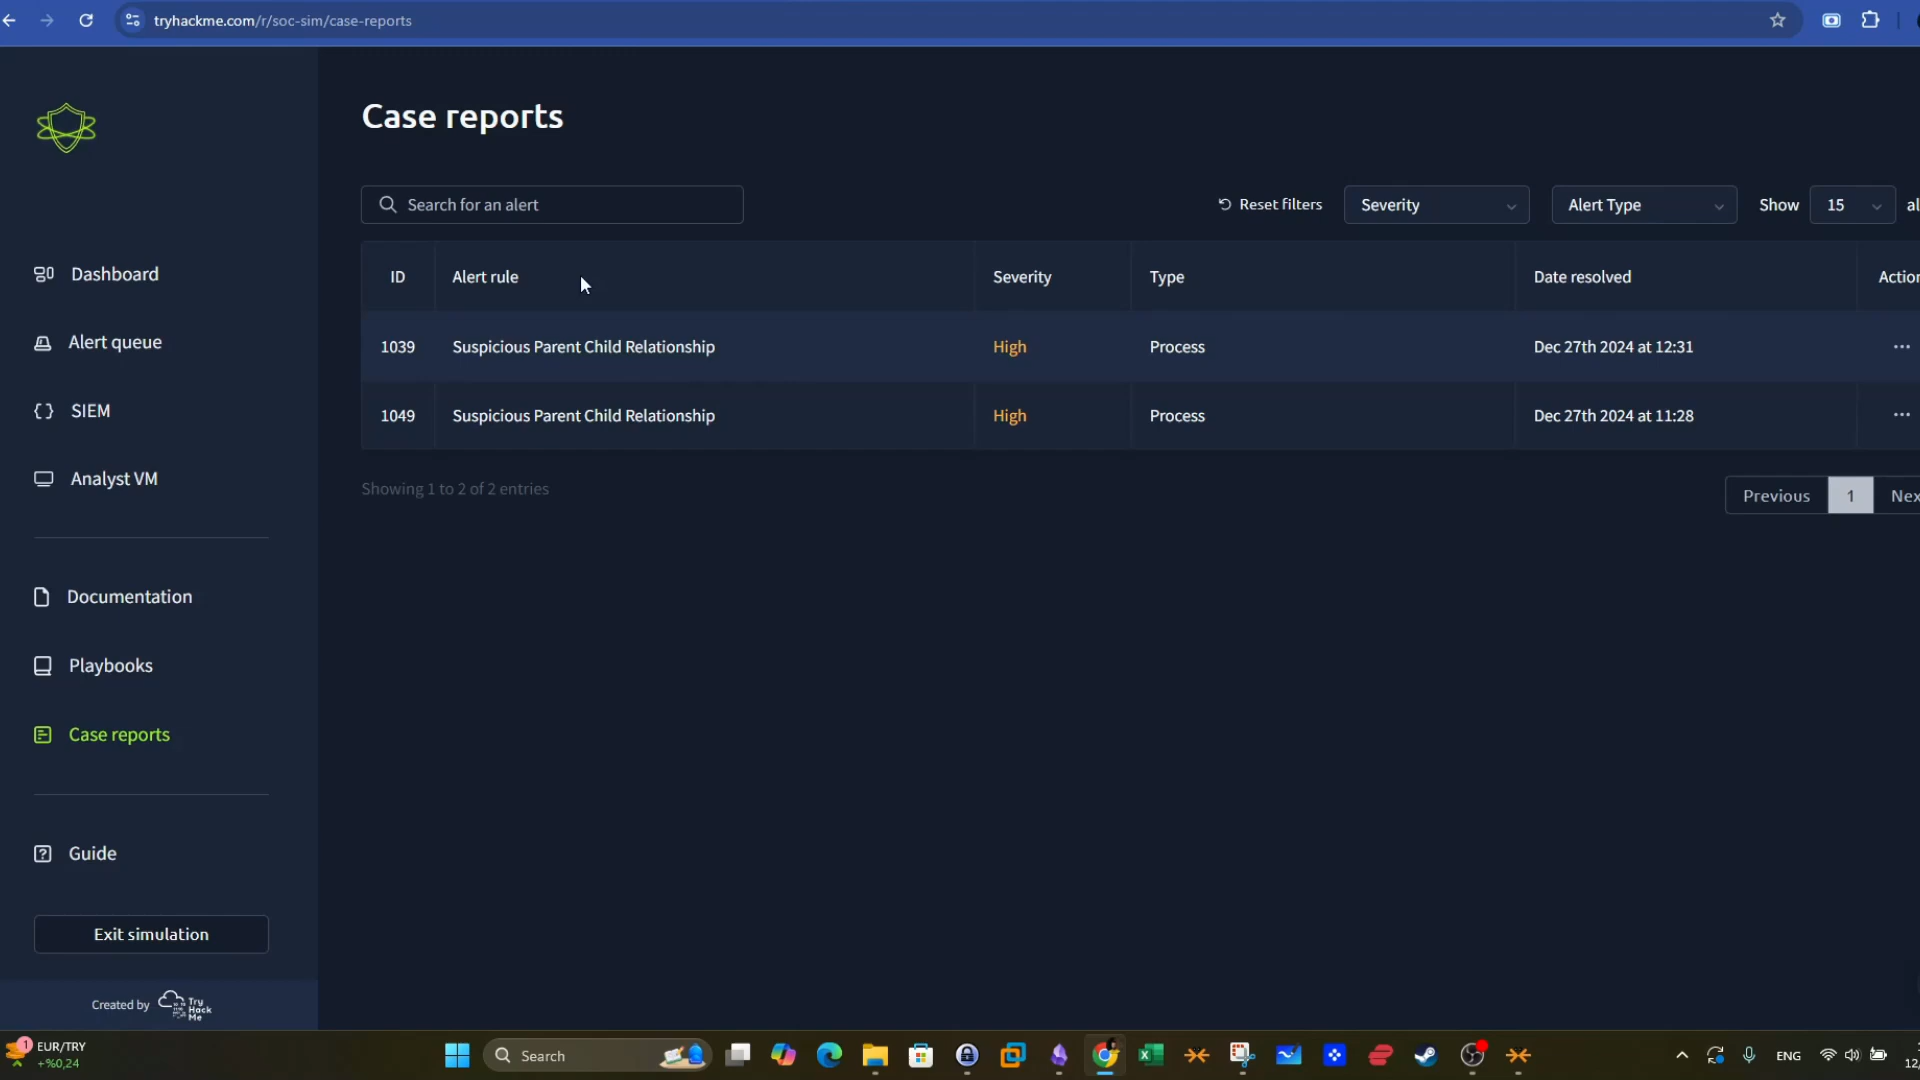 tryhackme.com/r/soc-sim/case-reports
Case reports
Search for an alert
Reset filters
Severity
Alert Type
Show
15
ID
Alert rule
Severity
Type
Date resolved
1039
Suspicious Parent Child Relationship
High
Process
Dec 27th 2024 at 12:31
1049
Suspicious Parent Child Relationship
High
Process
Dec 27th 2024 at 11:28
Showing 1 to 2 of 2 entries
Previous
1
Dashboard
Alert queue
SIEM
Analyst VM
Documentation
Playbooks
Case reports
Guide
Exit simulation
Created by
Try
Hack
Me
1
EUR/TRY
+%0,24
Search
ENG